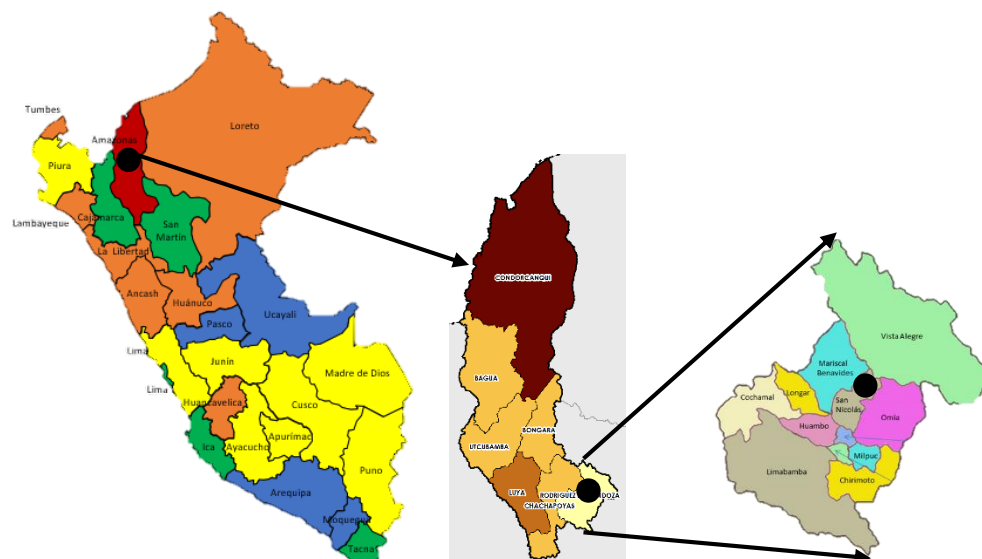 Tumbes
Amazonas
Loreto
Piura
Cajamarca
Lambayeque
San
Martín
La Libertad
Ancash
Huánuco
Ucayali
Pasco
Lima
Junín
Madre de Dios
Lima
Huancavelica
Cusco
Apurímac
Ica
Ayacucho
Puno
Arequipa
Moquegua
Tacna
CONDORCANQUI
BAGUA
BONGARA
UTCUBAMBA
LUYA
RODRIGUEZ
CHACHAPOYAS
Vista Alegre
Mariscal
Benavides
Cochamal
Longar
San
Nicolás
Omia
Huambo
Milpuc
Limabamba
Chirimoto